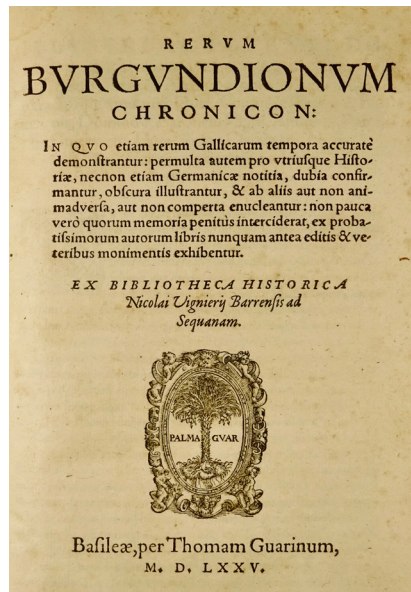 RERVM
BVRGVNDIONVM
CHRONICON:
IN QVO etiam rerum Gallicarum tempora accuratè
demonſtrantur: permulta autem pro vtriuſque Hiſto-
riæ, necnon etiam Germanicæ notitia, dubia confir-
mantur, obſcura illuſtrantur, & ab aliis aut non ani-
madverſa, aut non comperta enucleantur: non pauca
verò quorum memoria penitùs interciderat, ex proba-
tiſſimorum autorum libris nunquam antea editis & ve-
teribus monimentis exhibentur.
EX BIBLIOTHECA HISTORICA
Nicolai Vignierij Barrenſis ad
Sequanam.
PALMA GVAR
Baſileæ, per Thomam Guarinum,
M. D. LXXV.